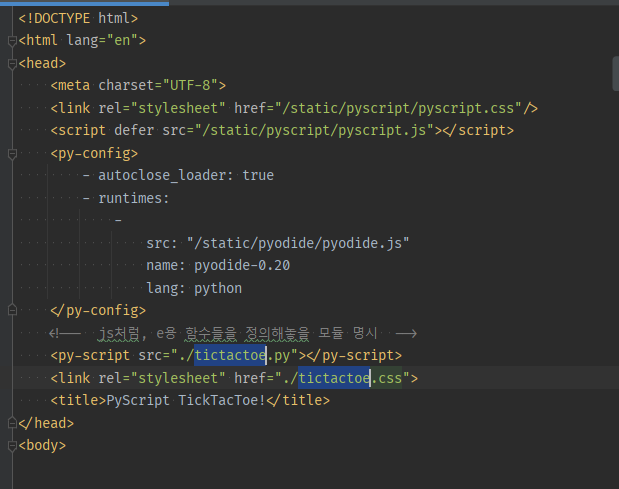 <!DOCTYPE html>
<html lang="en">
<head>
    <meta charset="UTF-8">
    <link rel="stylesheet" href="/static/pyscript/pyscript.css"/>
    <script defer src="/static/pyscript/pyscript.js"></script>
    <py-config>
        - autoclose_loader: true
        - runtimes:
            -
                src: "/static/pyodide/pyodide.js"
                name: pyodide-0.20
                lang: python
    </py-config>
    <!-- js처럼, e용 함수들을 정의해놓을 모듈 명시 -->
    <py-script src="./tictactoe.py"></py-script>
    <link rel="stylesheet" href="./tictactoe.css">
    <title>PyScript TickTacToe!</title>
</head>
<body>